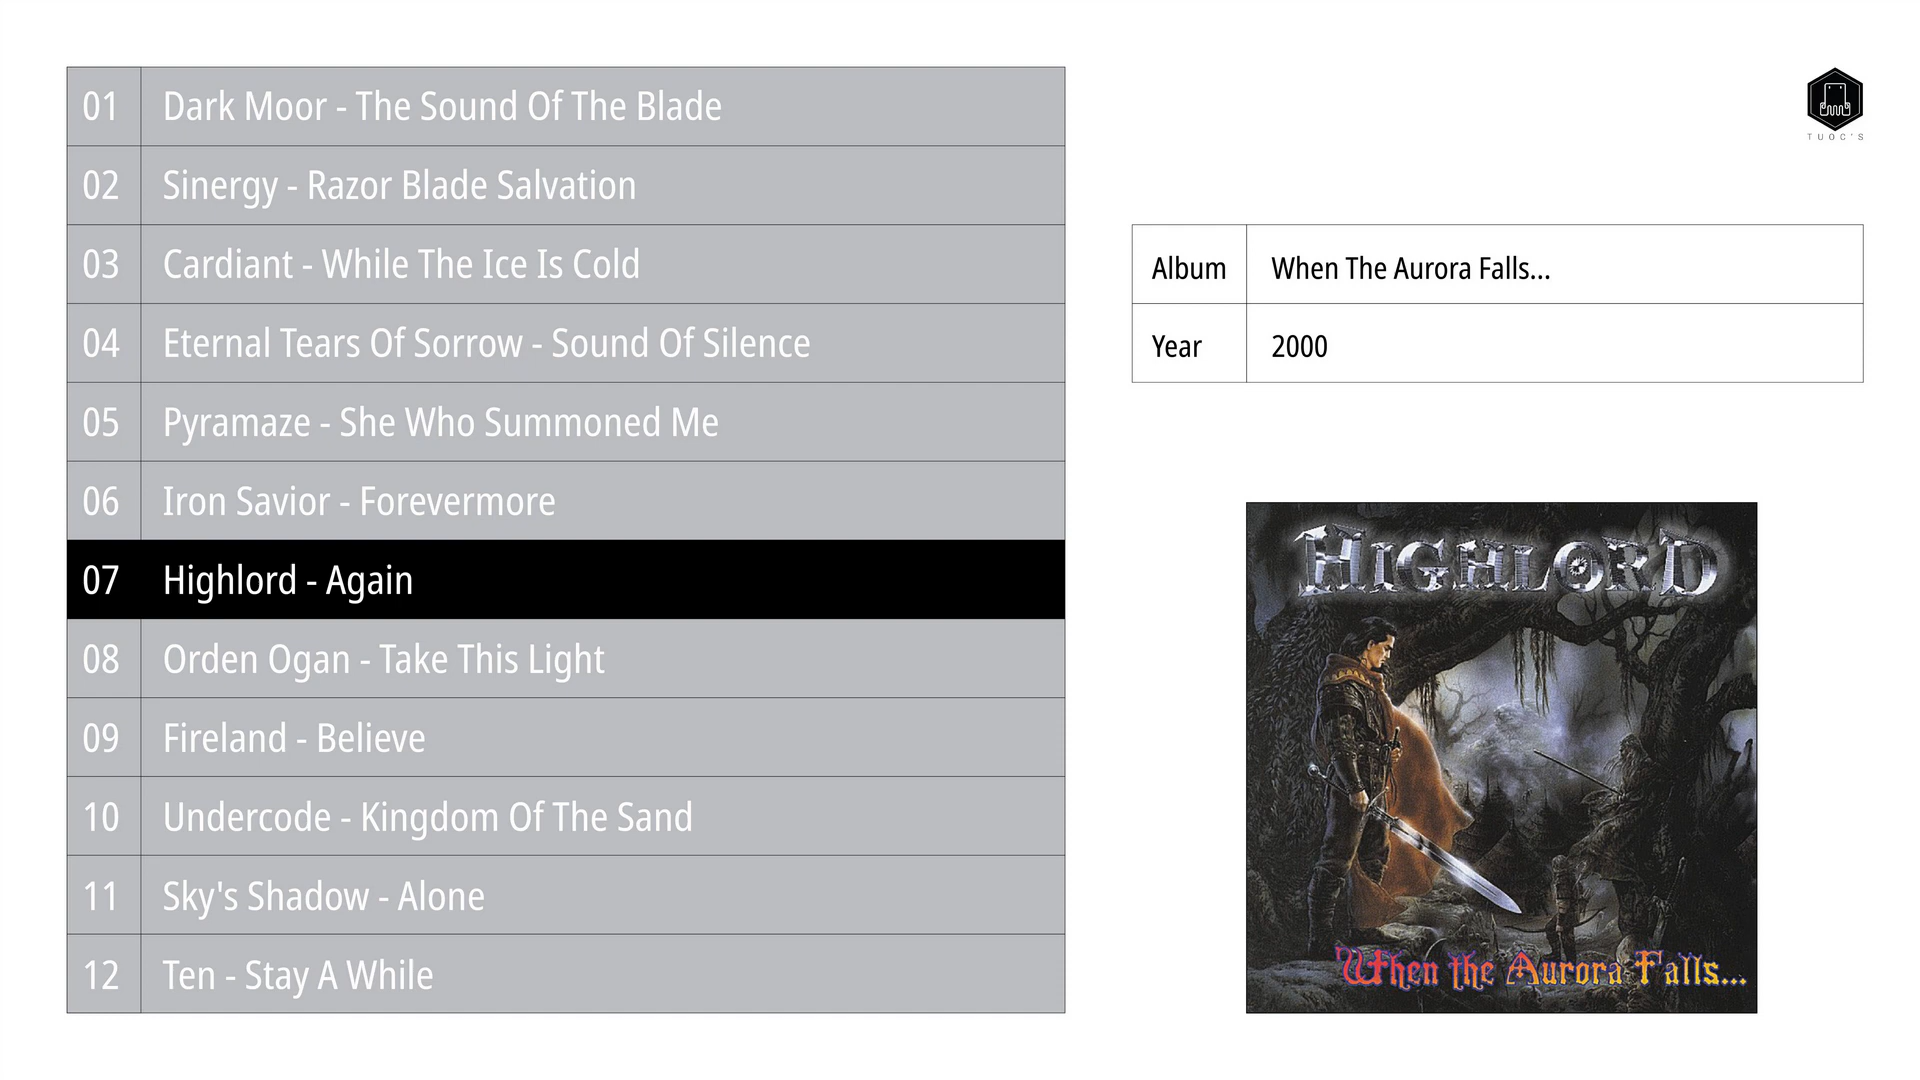 01 Dark Moor - The Sound Of The Blade
02 Sinergy - Razor Blade Salvation
03 Cardiant - While The Ice Is Cold
04 Eternal Tears Of Sorrow - Sound Of Silence
05 Pyramaze - She Who Summoned Me
06 Iron Savior - Forevermore
07 Highlord - Again
08 Orden Ogan - Take This Light
09 Fireland - Believe
10 Undercode - Kingdom Of The Sand
11 Sky's Shadow - Alone
12 Ten - Stay A While
TUOC'S
Album When The Aurora Falls...
Year 2000
HIGHLORD
When the Aurora Falls...